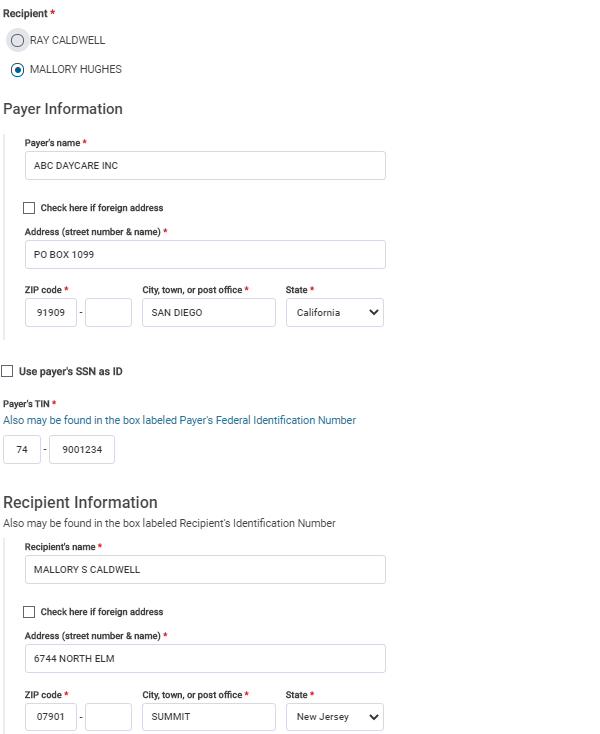 Recipient *
RAY CALDWELL
MALLORY HUGHES
Payer Information
Payer's name *
ABC DAYCARE INC
Check here if foreign address
Address (street number & name) *
PO BOX 1099
ZIP code * City, town, or post office * State *
91909 - SAN DIEGO California
Use payer's SSN as ID
Payer's TIN *
Also may be found in the box labeled Payer's Federal Identification Number
74 - 9001234
Recipient Information
Also may be found in the box labeled Recipient's Identification Number
Recipient's name *
MALLORY S CALDWELL
Check here if foreign address
Address (street number & name) *
6744 NORTH ELM
ZIP code * City, town, or post office * State *
07901 - SUMMIT New Jersey